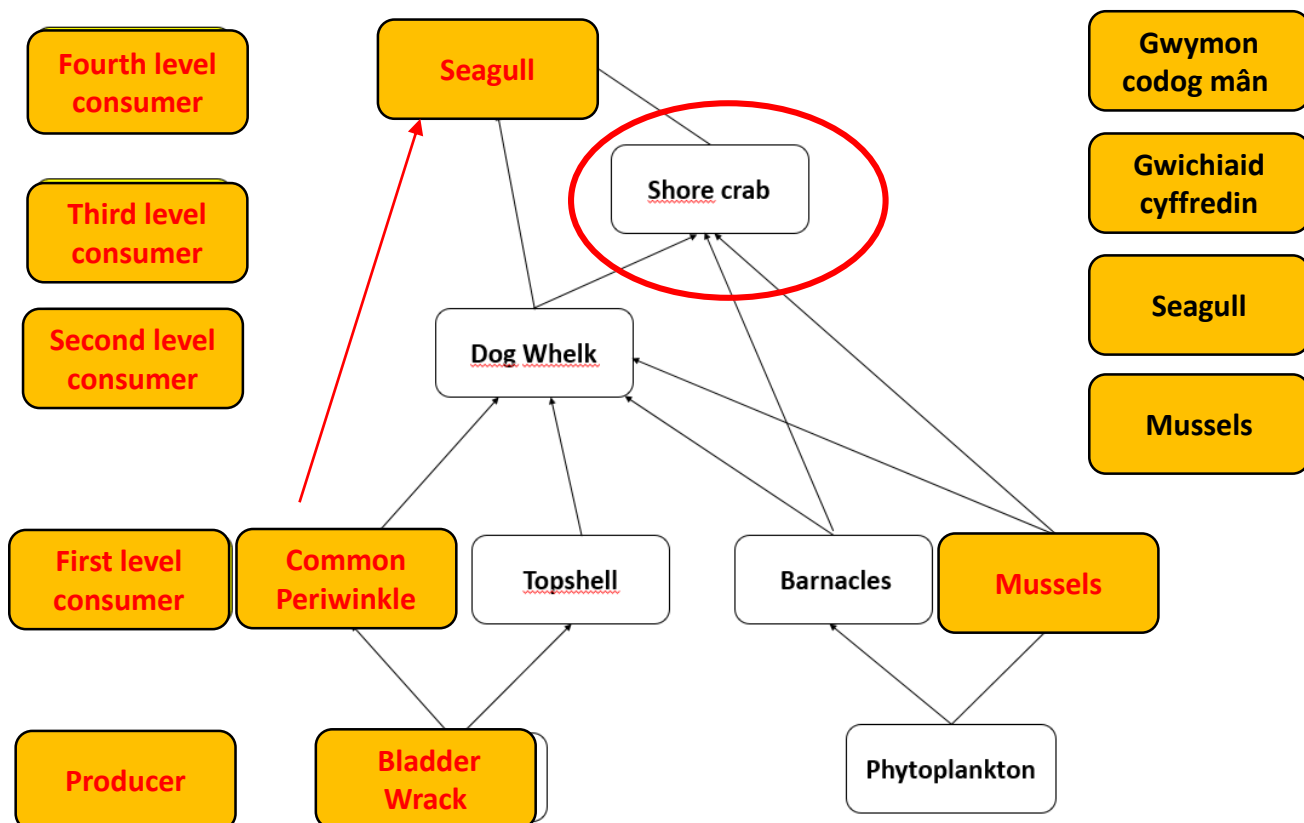 Fourth level
consumer
Seagull
Gwymon
codog mân
Shore crab
Gwichiaid
cyffredin
Third level
consumer
Seagull
Second level
consumer
Dog Whelk
Mussels
First level
consumer
Common
Periwinkle
Topshell
Barnacles
Mussels
Producer
Bladder
Wrack
Phytoplankton